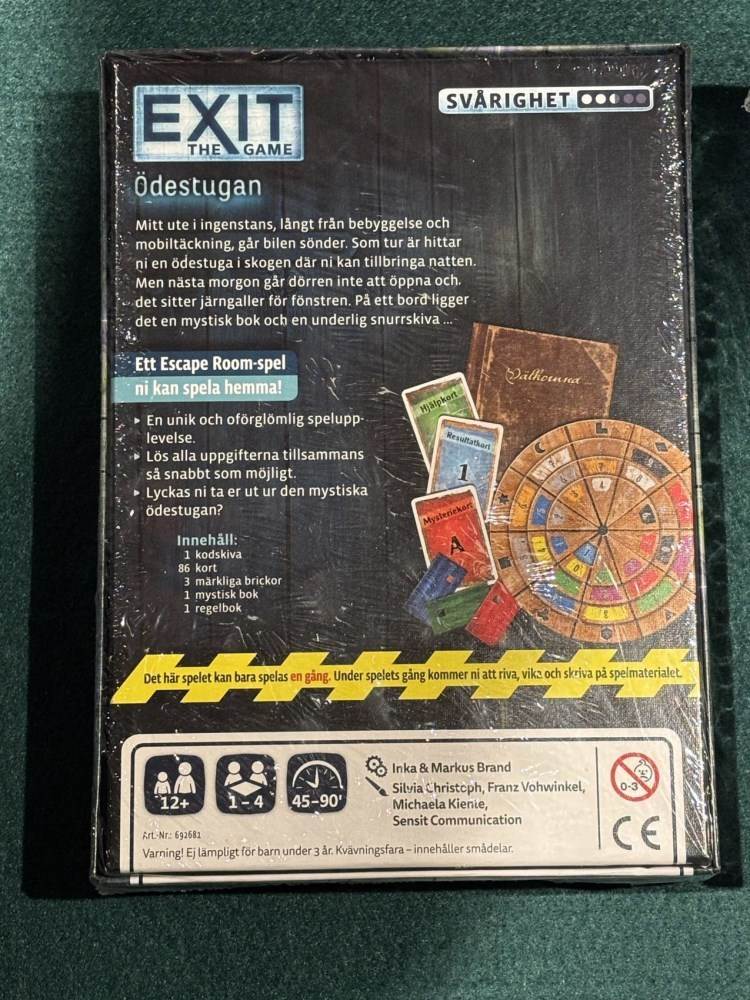 EXIT
THE GAME
SVÅRIGHET
Ödestugan
Mitt ute i ingenstans, långt från bebyggelse och
mobiltäckning, går bilen sönder. Som tur är hittar
ni en ödestuga i skogen där ni kan tillbringa natten.
Men nästa morgon går dörren inte att öppna och
det sitter järngaller för fönstren. På ett bord ligger
det en mystisk bok och en underlig snurrskiva ...
Ett Escape Room-spel
ni kan spela hemma!
En unik och oförglömlig spelupp-
levelse.
Lös alla uppgifterna tillsammans
så snabbt som möjligt.
Lyckas ni ta er ut ur den mystiska
ödestugan?
Välkomna
Hjälpkort
Resultatkort
1
Mysteriekort
A
Innehåll:
1 kodskiva
86 kort
3 märkliga brickor
1 mystisk bok
1 regelbok
Det här spelet kan bara spelas en gång. Under spelets gång kommer ni att riva, vika och skriva på spelmaterialet.
12+
1-4
45-90'
Inka & Markus Brand
Silvia Christoph, Franz Vohwinkel,
Michaela Kienle,
Sensit Communication
0-3
CE
Art.-Nr.: 692681
Varning! Ej lämpligt för barn under 3 år. Kvävningsfara – innehåller smådelar.